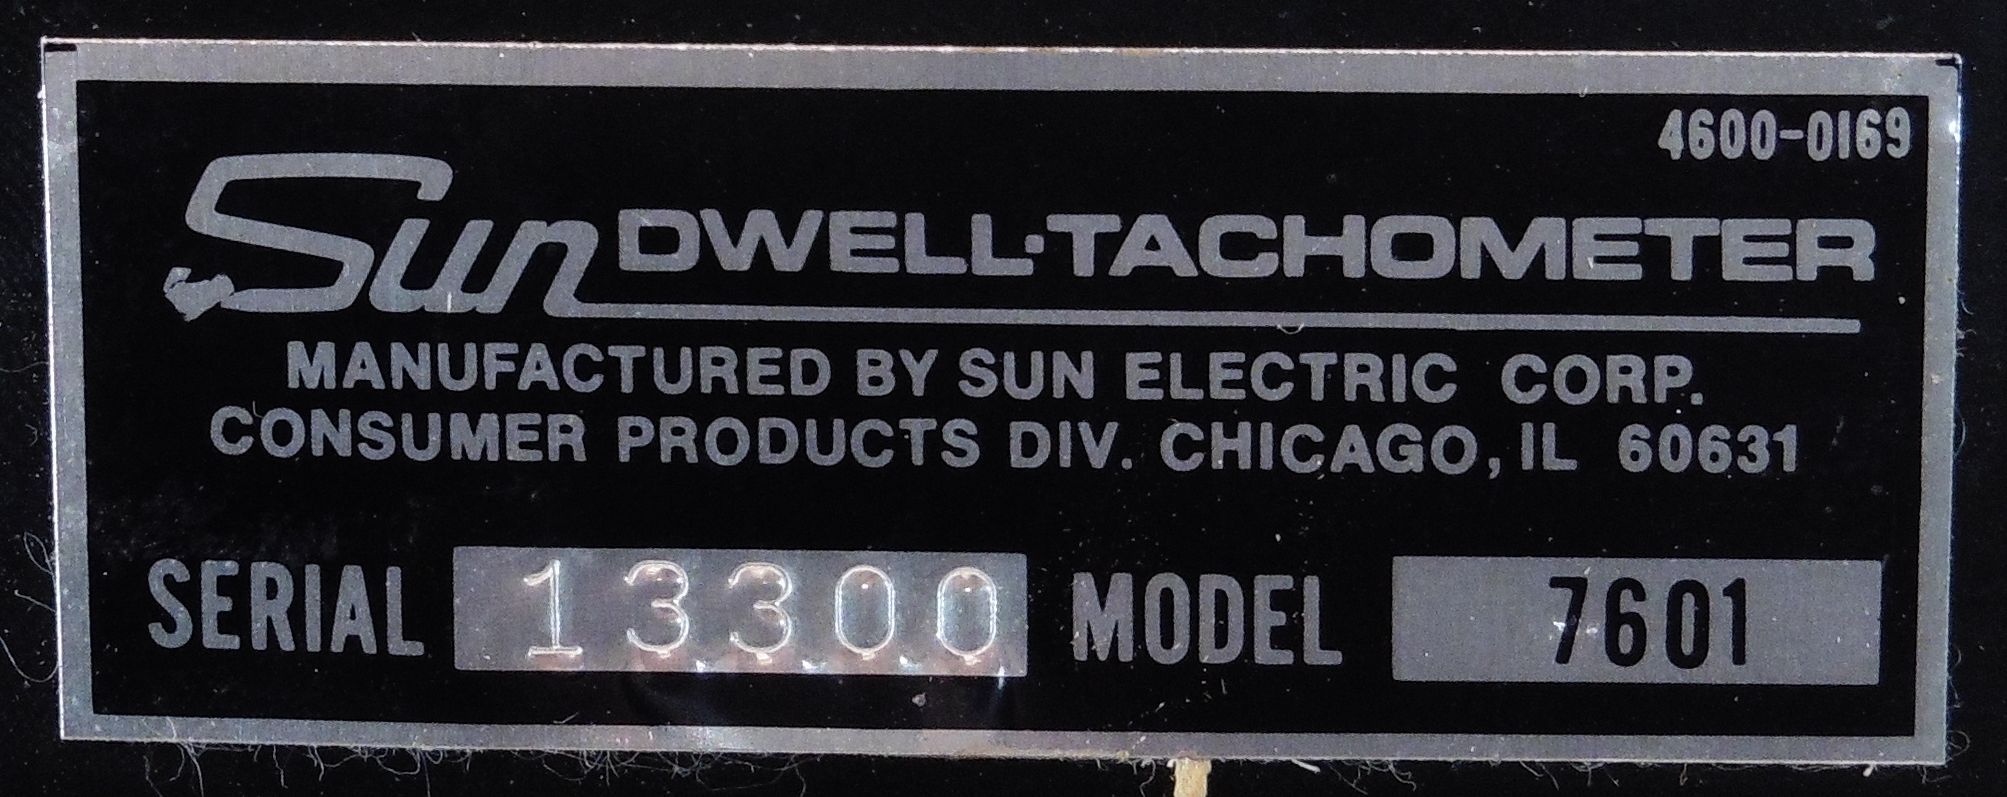 4600-0169
Sun DWELL·TACHOMETER
MANUFACTURED BY SUN ELECTRIC CORP.
CONSUMER PRODUCTS DIV. CHICAGO, IL 60631
SERIAL 13300 MODEL 7601